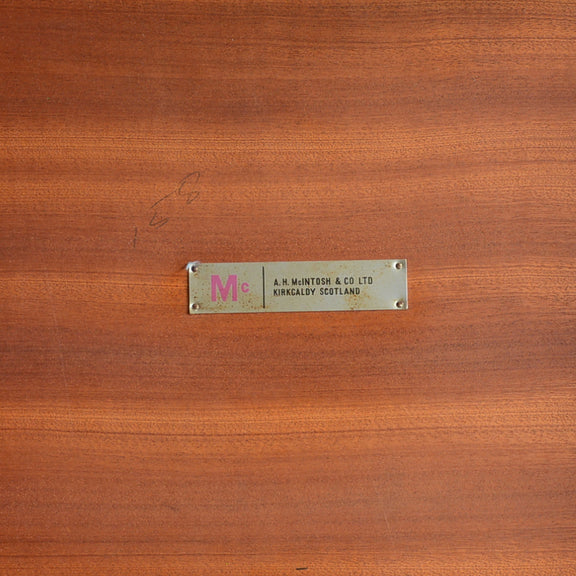 Mc
A. H. McINTOSH & CO LTD
KIRKCALDY SCOTLAND